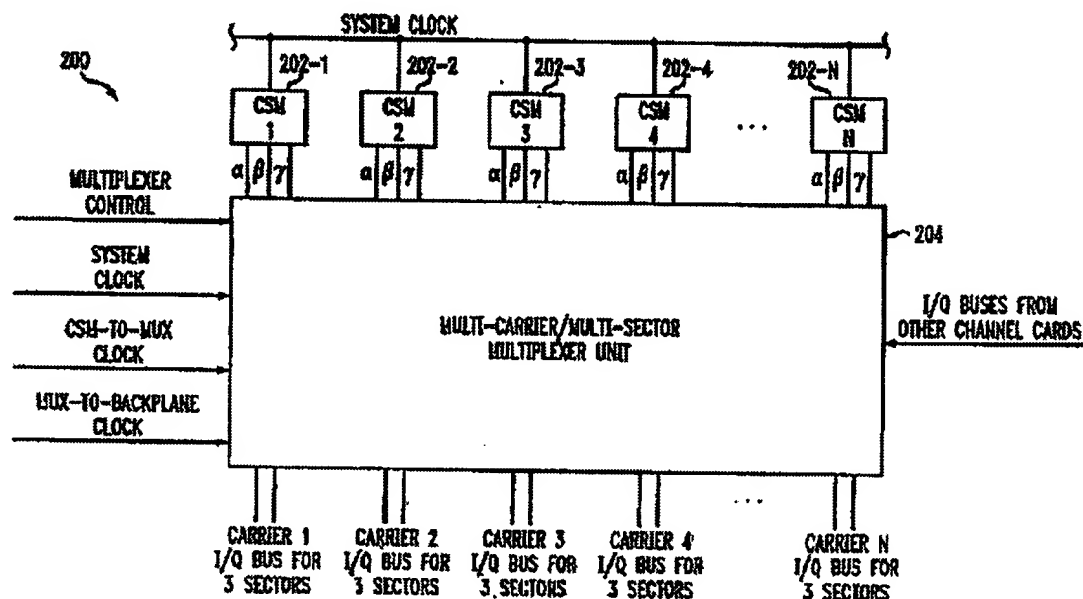 SYSTEM CLOCK
200
202-1
202-2
202-3
202-4
202-N
CSM
1
CSM
2
CSM
3
CSM
4
...
CSM
N
α β γ
α β γ
α β γ
α β γ
α β γ
MULTIPLEXER
CONTROL
SYSTEM
CLOCK
CSM-TO-MUX
CLOCK
MUX-TO-BACKPLANE
CLOCK
204
MULTI-CARRIER/MULTI-SECTOR
MULTIPLEXER UNIT
I/Q BUSES FROM
OTHER CHANNEL CARDS
...
CARRIER 1
I/Q BUS FOR
3 SECTORS
CARRIER 2
I/Q BUS FOR
3 SECTORS
CARRIER 3
I/Q BUS FOR
3 SECTORS
CARRIER 4
I/Q BUS FOR
3 SECTORS
CARRIER N
I/Q BUS FOR
3 SECTORS